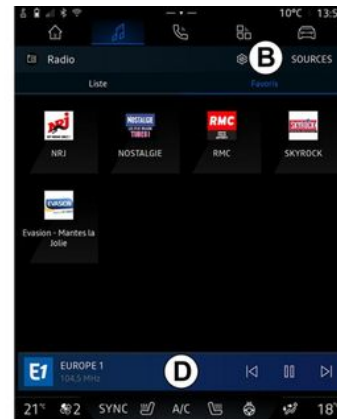 10°C 13:5
Radio B SOURCES
Liste Favoris
NRJ NOSTALGIE RMC SKYROCK
NRJ NOSTALGIE RMC SKYROCK
EVASION
Evasion - Mantes la
Jolie
E1 EUROPE 1 D
104,5 MHz
21°C 2 SYNC A/C 18°